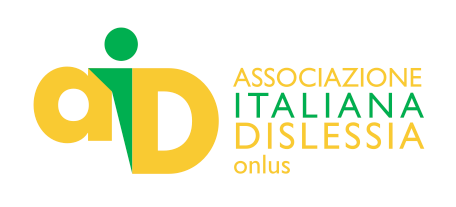 aiD
ASSOCIAZIONE
ITALIANA
DISLESSIA
onlus